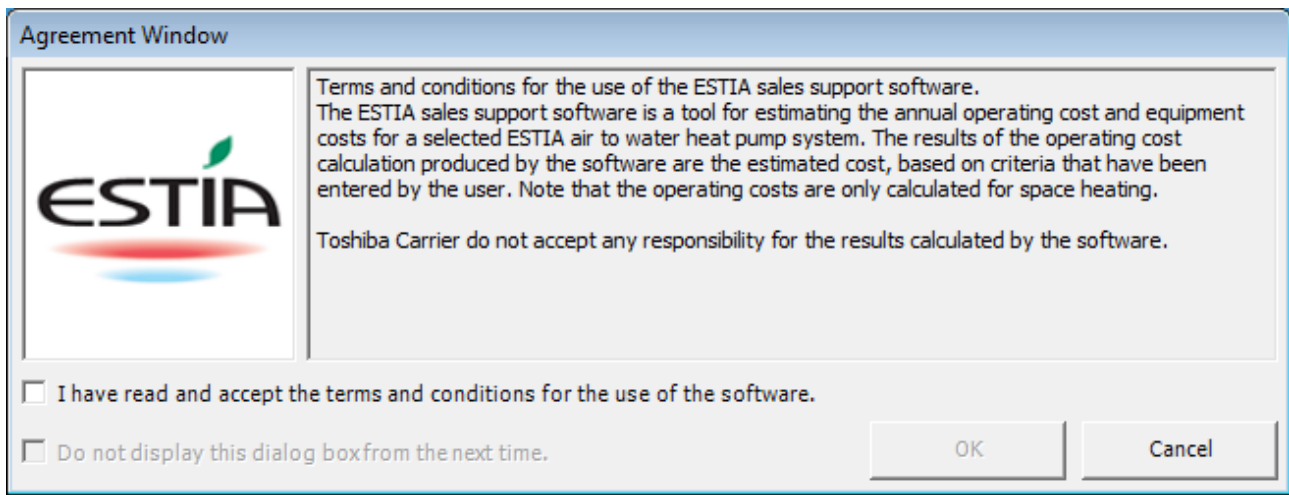 Agreement Window
ESTIA
Terms and conditions for the use of the ESTIA sales support software.
The ESTIA sales support software is a tool for estimating the annual operating cost and equipment
costs for a selected ESTIA air to water heat pump system. The results of the operating cost
calculation produced by the software are the estimated cost, based on criteria that have been
entered by the user. Note that the operating costs are only calculated for space heating.
Toshiba Carrier do not accept any responsibility for the results calculated by the software.
I have read and accept the terms and conditions for the use of the software.
Do not display this dialog box from the next time.
OK
Cancel